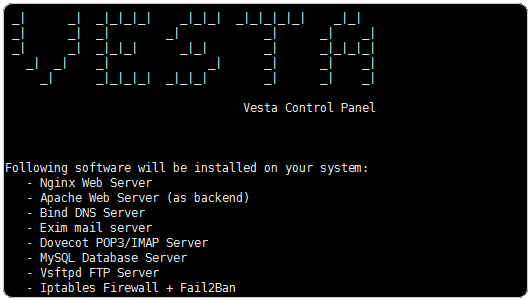 _|       _|  _|_|_|_|     _|_|_|  _|_|_|_|_|    _|_|
 _|       _|  _|         _|            _|      _|    _|
 _|       _|  _|_|_|       _|_|        _|      _|_|_|_|
   _|   _|    _|               _|      _|      _|    _|
     _|       _|_|_|_|   _|_|_|        _|      _|    _|
Vesta Control Panel
Following software will be installed on your system:
- Nginx Web Server
- Apache Web Server (as backend)
- Bind DNS Server
- Exim mail server
- Dovecot POP3/IMAP Server
- MySQL Database Server
- Vsftpd FTP Server
- Iptables Firewall + Fail2Ban